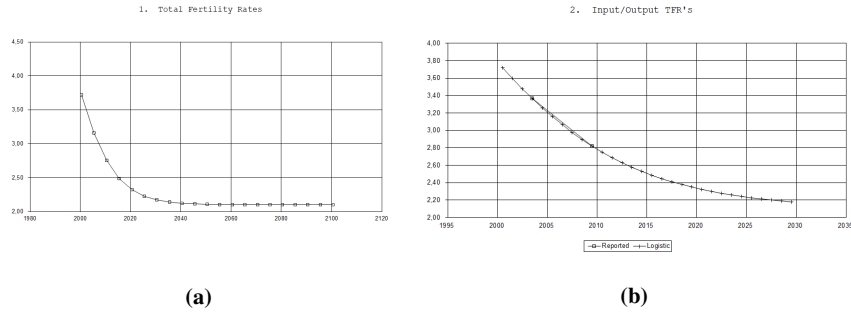 1. Total Fertility Rates
4,50
4,00
3,50
3,00
2,50
2,00
1980 2000 2020 2040 2060 2080 2100 2120
(a)
2. Input/Output TFR's
4,00
3,80
3,60
3,40
3,20
3,00
2,80
2,60
2,40
2,20
2,00
1995 2000 2005 2010 2015 2020 2025 2030 2035
Reported Logistic
(b)